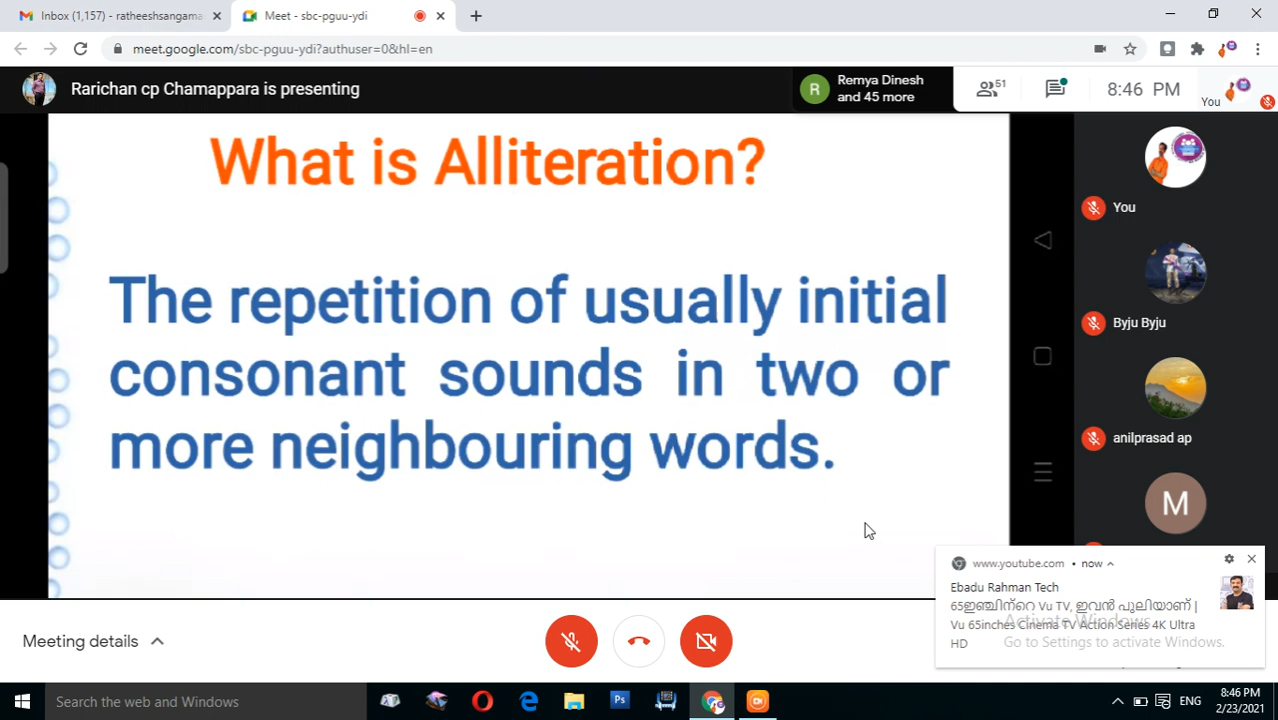 Inbox (1,157) - ratheeshsangama
Meet - sbc-pguu-ydi
meet.google.com/sbc-pguu-ydi?authuser=0&hl=en
Rarichan cp Chamappara is presenting
R
Remya Dinesh
and 45 more
51
8:46 PM
You
What is Alliteration?
The repetition of usually initial
consonant sounds in two or
more neighbouring words.
You
Byju Byju
anilprasad ap
M
www.youtube.com • now
Ebadu Rahman Tech
65ഇഞ്ചിന്റെ Vu TV, ഇവൻ പുലിയാണ് |
Vu 65inches Cinema TV Action Series 4K Ultra
HD
Activate Windows
Go to Settings to activate Windows.
Meeting details
Search the web and Windows
Ps
ENG
8:46 PM
2/23/2021